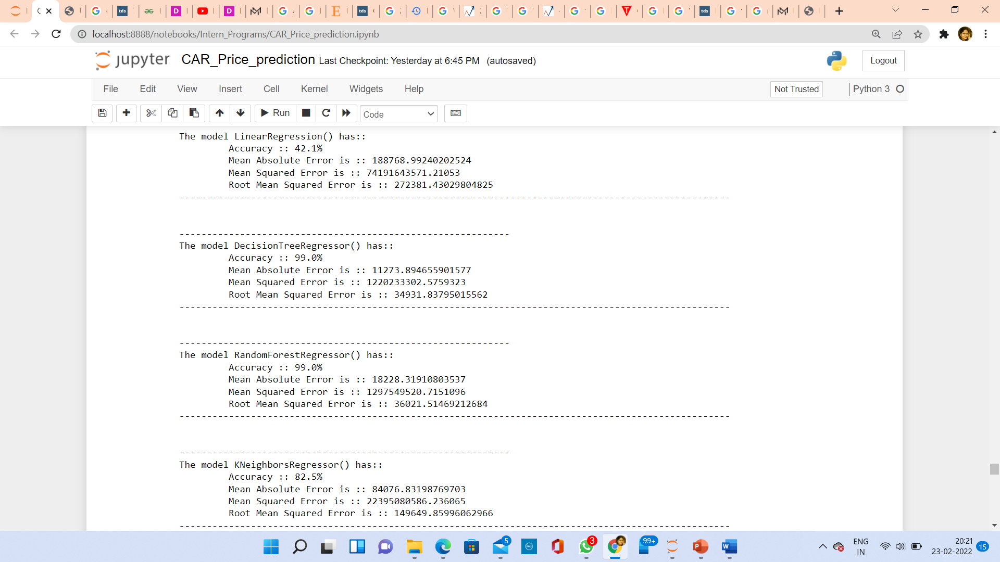 localhost:8888/notebooks/Intern_Programs/CAR_Price_prediction.ipynb
jupyter CAR_Price_prediction Last Checkpoint: Yesterday at 6:45 PM (autosaved) Logout
File Edit View Insert Cell Kernel Widgets Help Not Trusted Python 3
Run Code
The model LinearRegression() has::
Accuracy :: 42.1%
Mean Absolute Error is :: 188768.99240202524
Mean Squared Error is :: 74191643571.21053
Root Mean Squared Error is :: 272381.43029804825
----------------------------------------------------------------------------------------------------
------------------------------------------------------------
The model DecisionTreeRegressor() has::
Accuracy :: 99.0%
Mean Absolute Error is :: 11273.894655901577
Mean Squared Error is :: 1220233302.5759323
Root Mean Squared Error is :: 34931.83795015562
----------------------------------------------------------------------------------------------------
------------------------------------------------------------
The model RandomForestRegressor() has::
Accuracy :: 99.0%
Mean Absolute Error is :: 18228.31910803537
Mean Squared Error is :: 1297549520.7151096
Root Mean Squared Error is :: 36021.51469212684
----------------------------------------------------------------------------------------------------
------------------------------------------------------------
The model KNeighborsRegressor() has::
Accuracy :: 82.5%
Mean Absolute Error is :: 84076.83198769703
Mean Squared Error is :: 22395080586.236065
Root Mean Squared Error is :: 149649.85996062966
----------------------------------------------------------------------------------------------------
5 3 99+ ENG 20:21 15
IN 23-02-2022